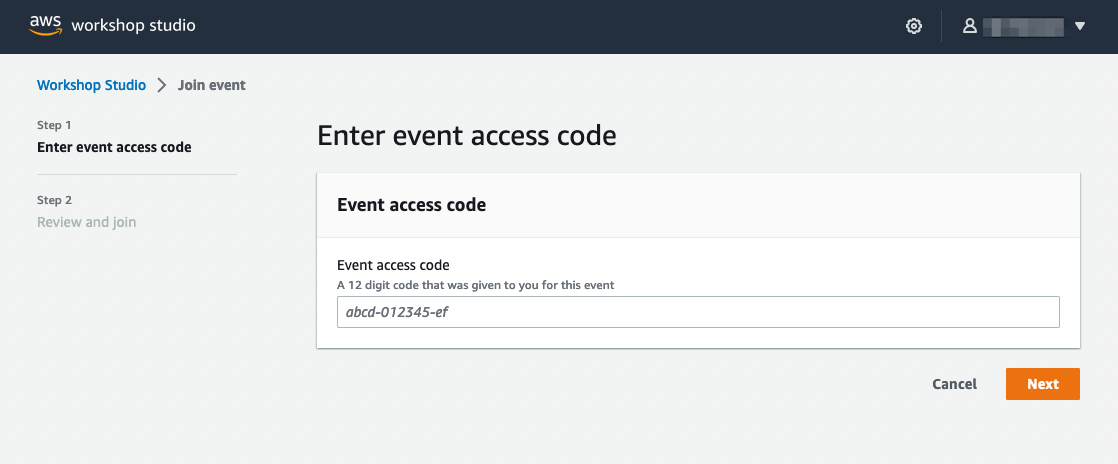 aws workshop studio
Workshop Studio > Join event
Step 1
Enter event access code
Step 2
Review and join
Enter event access code
Event access code
Event access code
A 12 digit code that was given to you for this event
abcd-012345-ef
Cancel Next